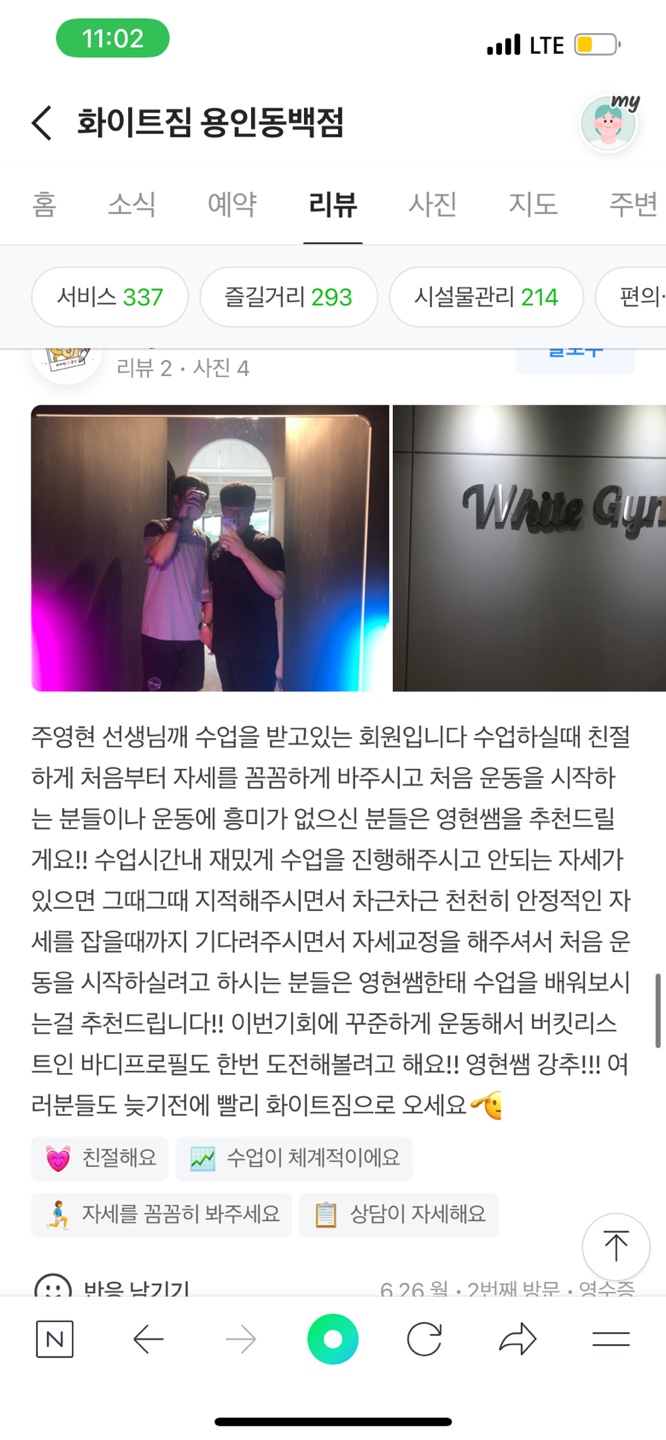 11:02
LTE
화이트짐 용인동백점
my
홈 소식 예약 리뷰 사진 지도 주변
서비스 337 즐길거리 293 시설물관리 214 편의·
리뷰 2 · 사진 4
팔로우
White Gym
주영현 선생님깨 수업을 받고있는 회원입니다 수업하실때 친절
하게 처음부터 자세를 꼼꼼하게 바주시고 처음 운동을 시작하
는 분들이나 운동에 흥미가 없으신 분들은 영현쌤을 추천드릴
게요!! 수업시간내 재밌게 수업을 진행해주시고 안되는 자세가
있으면 그때그때 지적해주시면서 차근차근 천천히 안정적인 자
세를 잡을때까지 기다려주시면서 자세교정을 해주셔서 처음 운
동을 시작하실려고 하시는 분들은 영현쌤한태 수업을 배워보시
는걸 추천드립니다!! 이번기회에 꾸준하게 운동해서 버킷리스
트인 바디프로필도 한번 도전해볼려고 해요!! 영현쌤 강추!!! 여
러분들도 늦기전에 빨리 화이트짐으로 오세요🫡
💓 친절해요 📈 수업이 체계적이에요
자세를 꼼꼼히 봐주세요 📋 상담이 자세해요
반응 남기기 6.26.월 · 2번째 방문 · 영수증
N